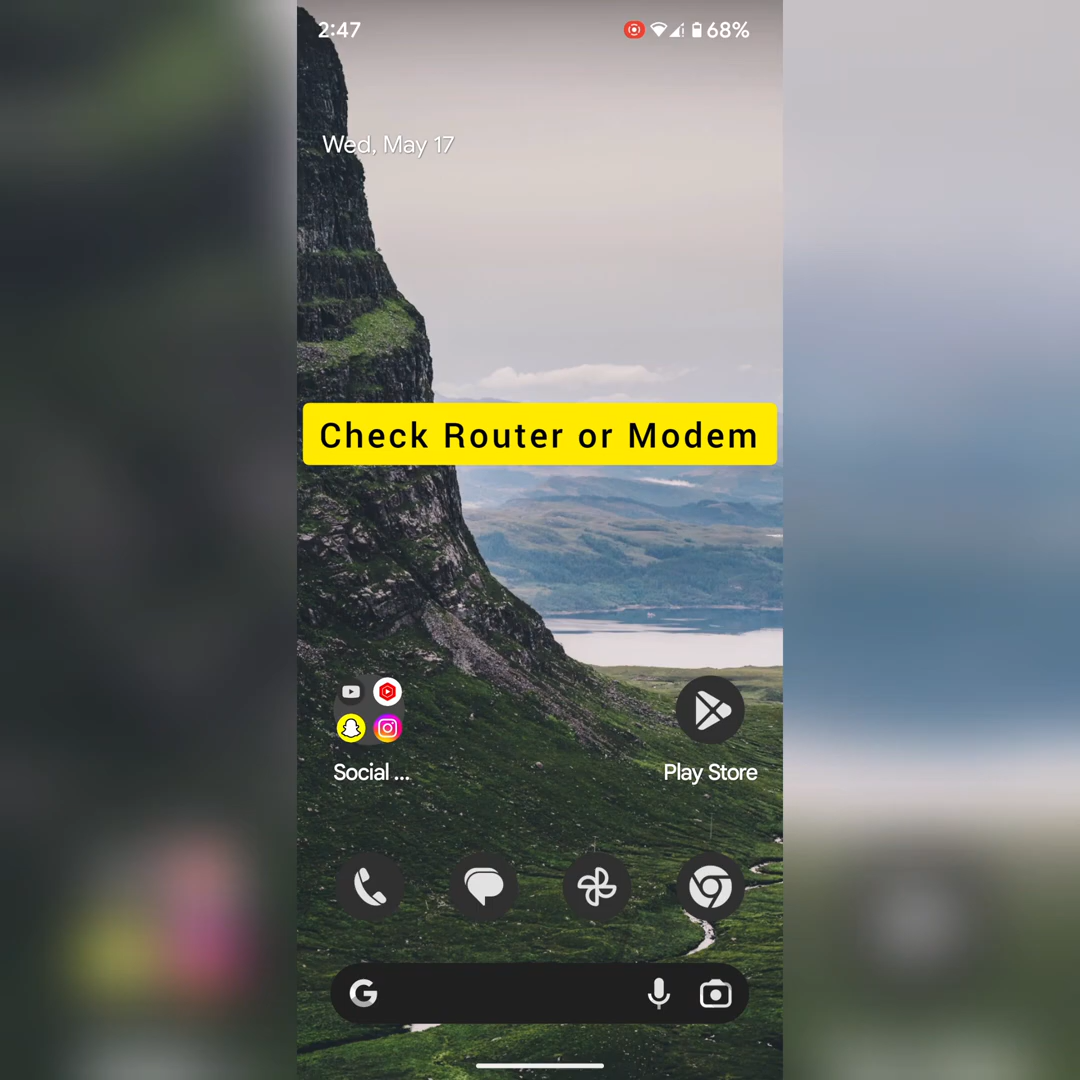 2:47
68%
Wed, May 17
Check Router or Modem
Social ...
Play Store